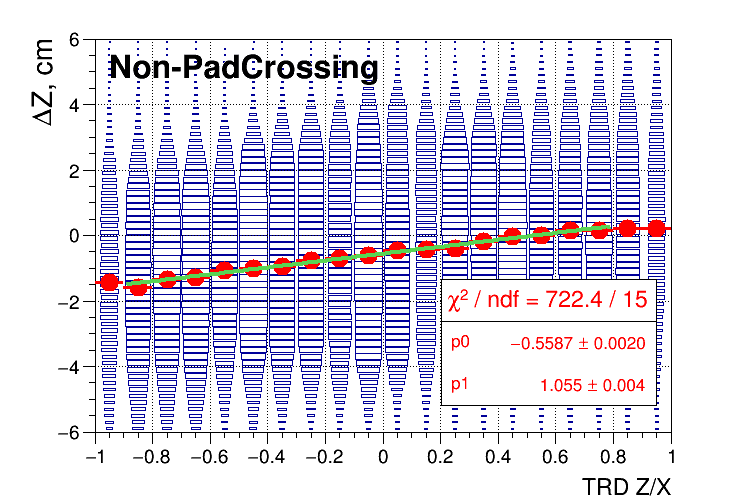 Non-PadCrossing
ΔZ, cm
6
4
2
0
−2
−4
−6
χ² / ndf = 722.4 / 15
p0 −0.5587 ± 0.0020
p1 1.055 ± 0.004
−1 −0.8 −0.6 −0.4 −0.2 0 0.2 0.4 0.6 0.8 1
TRD Z/X